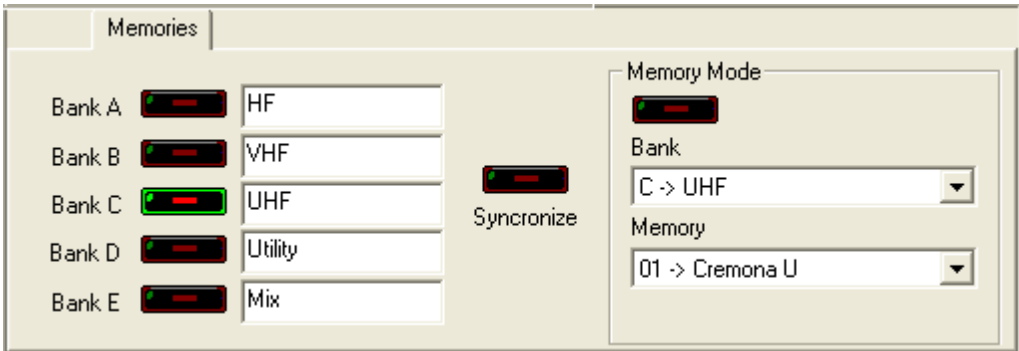 Memories
Bank A HF
Bank B VHF
Bank C UHF
Bank D Utility
Bank E Mix
Syncronize
Memory Mode
Bank
C -> UHF
Memory
01 -> Cremona U